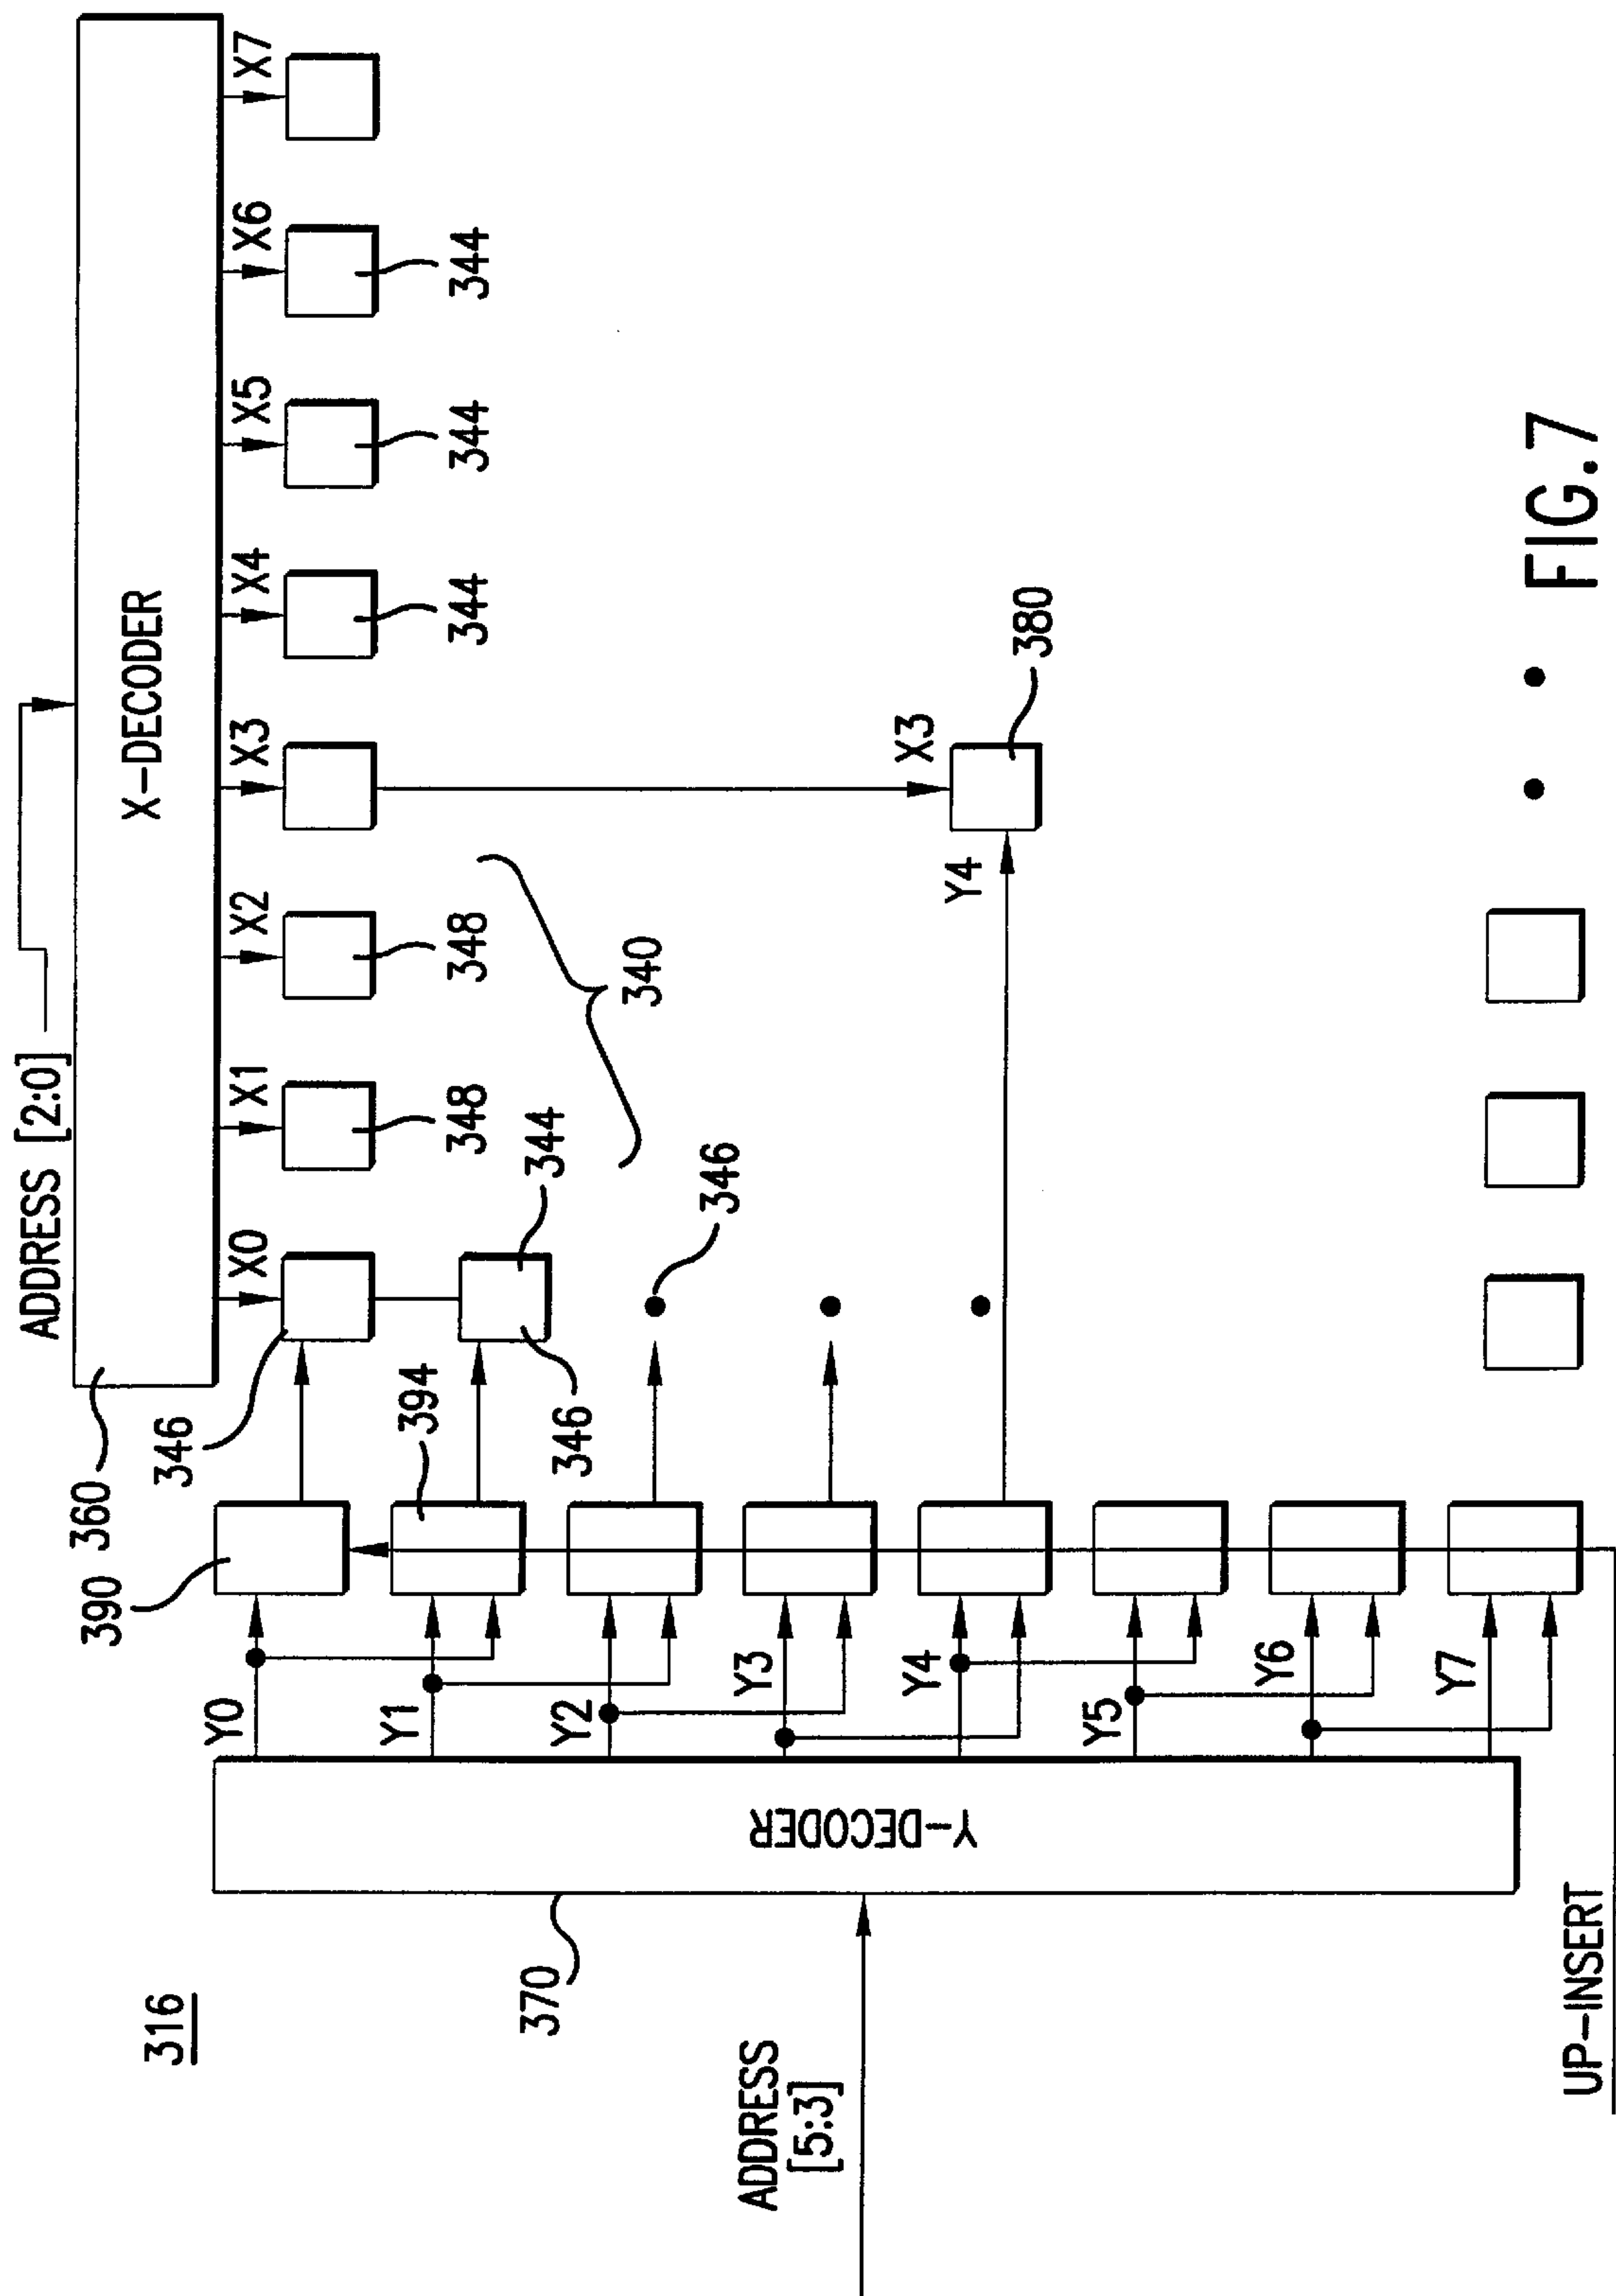 316
ADDRESS [2:0]
360
X-DECODER
X0
X1
X2
X3
X4
X5
X6
X7
346
390
394
344
346
348
348
344
344
344
340
346
370
Y-DECODER
Y0
Y1
Y2
Y3
Y4
Y5
Y6
Y7
ADDRESS
[5:3]
Y4
X3
380
UP-INSERT
FIG.7